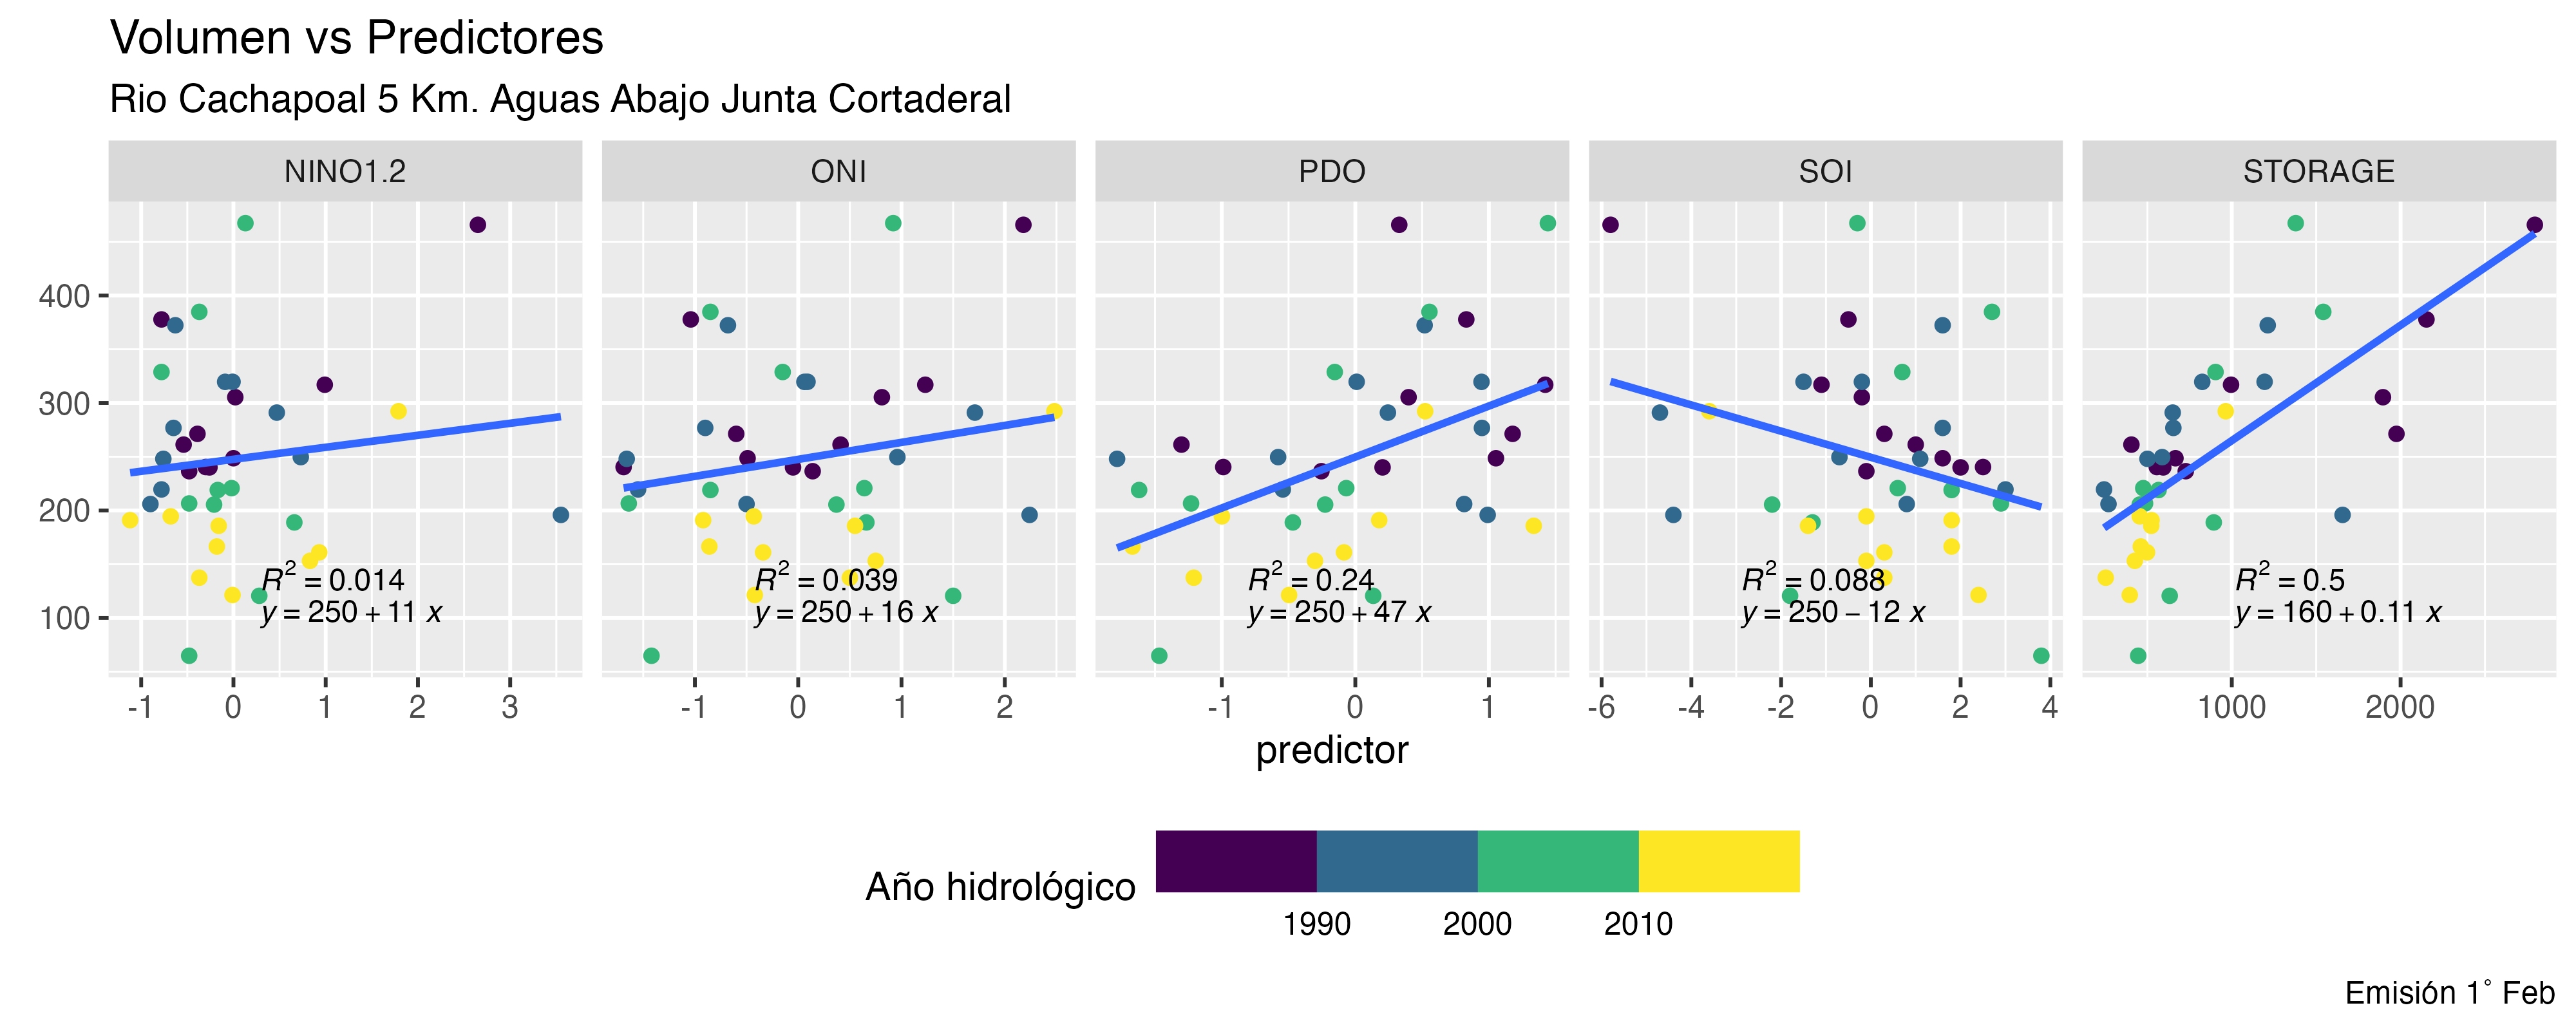 Volumen vs Predictores
Rio Cachapoal 5 Km. Aguas Abajo Junta Cortaderal
NINO1.2 ONI PDO SOI STORAGE
400
300
200
100
R² = 0.014 R² = 0.039 R² = 0.24 R² = 0.088 R² = 0.5
y = 250 + 11 x y = 250 + 16 x y = 250 + 47 x y = 250 − 12 x y = 160 + 0.11 x
-1 0 1 2 3 -1 0 1 2 -1 0 1 -6 -4 -2 0 2 4 1000 2000
predictor
Año hidrológico
1990 2000 2010
Emisión 1° Feb